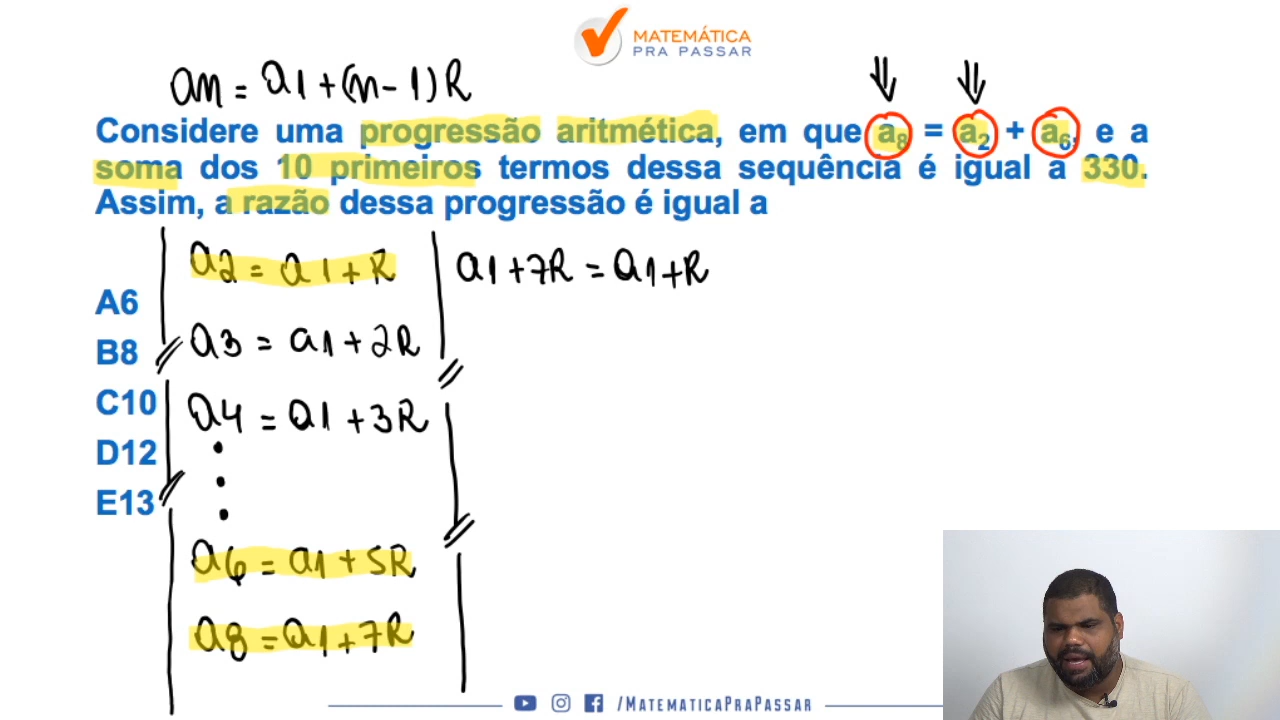 MATEMÁTICA
PRA PASSAR
an = a1 + (n - 1) R
Considere uma progressão aritmética, em que a8 = a2 + a6, e a
soma dos 10 primeiros termos dessa sequência é igual a 330.
Assim, a razão dessa progressão é igual a
a2 = a1 + R
a1 + 7R = a1 + R
A6
a3 = a1 + 2R
B8
C10
a4 = a1 + 3R
D12
E13
a6 = a1 + 5R
a8 = a1 + 7R
/MATEMATICAPRAPASSAR